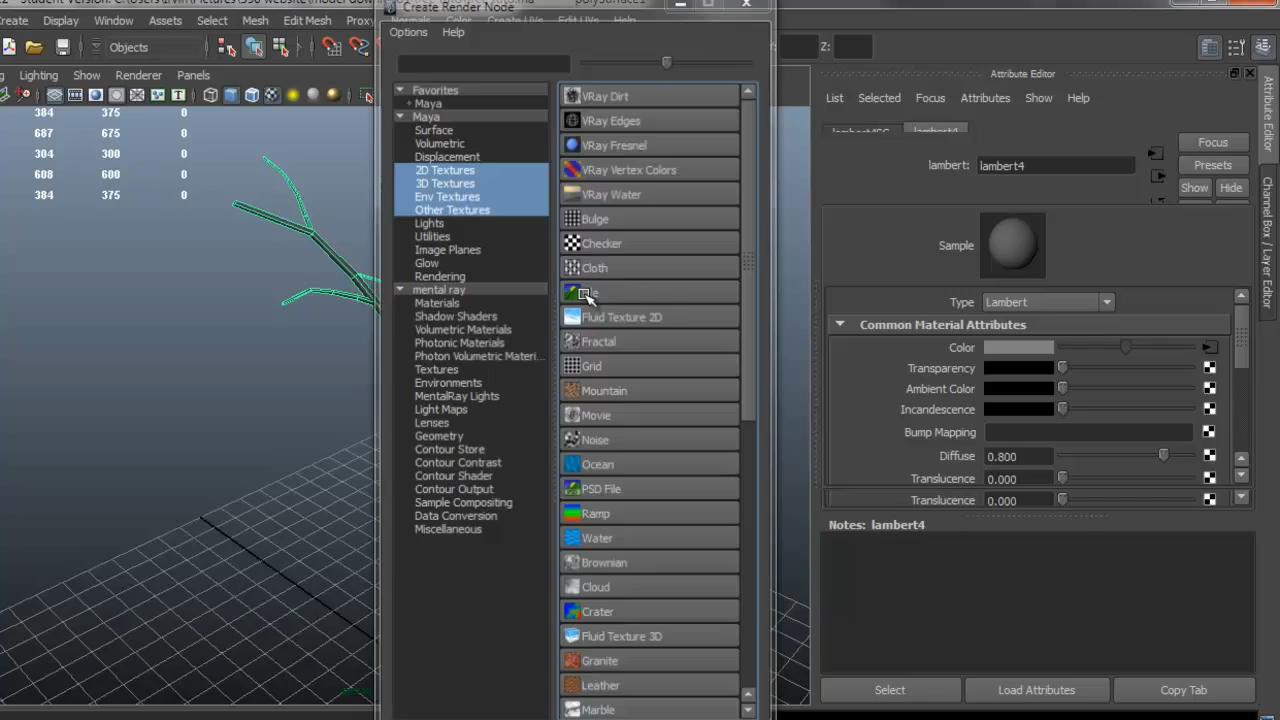 Create Render Node
Create Display Window Assets Select Mesh Edit Mesh
Normals Color Create UVs Edit UVs Help
Objects
Z:
Options Help
Lighting Show Renderer Panels
384 375 0
687 675 0
304 300 0
608 600 0
384 375 0
Favorites
+ Maya
Maya
Surface
Volumetric
Displacement
2D Textures
3D Textures
Env Textures
Other Textures
Lights
Utilities
Image Planes
Glow
Rendering
mental ray
Materials
Shadow Shaders
Volumetric Materials
Photonic Materials
Photon Volumetric Materi...
Textures
Environments
MentalRay Lights
Light Maps
Lenses
Geometry
Contour Store
Contour Contrast
Contour Shader
Contour Output
Sample Compositing
Data Conversion
Miscellaneous
VRay Dirt
VRay Edges
VRay Fresnel
VRay Vertex Colors
VRay Water
Bulge
Checker
Cloth
Fluid Texture 2D
Fractal
Grid
Mountain
Movie
Noise
Ocean
PSD File
Ramp
Water
Brownian
Cloud
Crater
Fluid Texture 3D
Granite
Leather
Marble
Attribute Editor
List Selected Focus Attributes Show Help
lambert4SG lambert4
Focus
lambert: lambert4
Presets
Show Hide
Sample
Type Lambert
Common Material Attributes
Color
Transparency
Ambient Color
Incandescence
Bump Mapping
Diffuse 0.800
Translucence 0.000
Translucence 0.000
Notes: lambert4
Select Load Attributes Copy Tab
Attribute Editor
Channel Box / Layer Editor